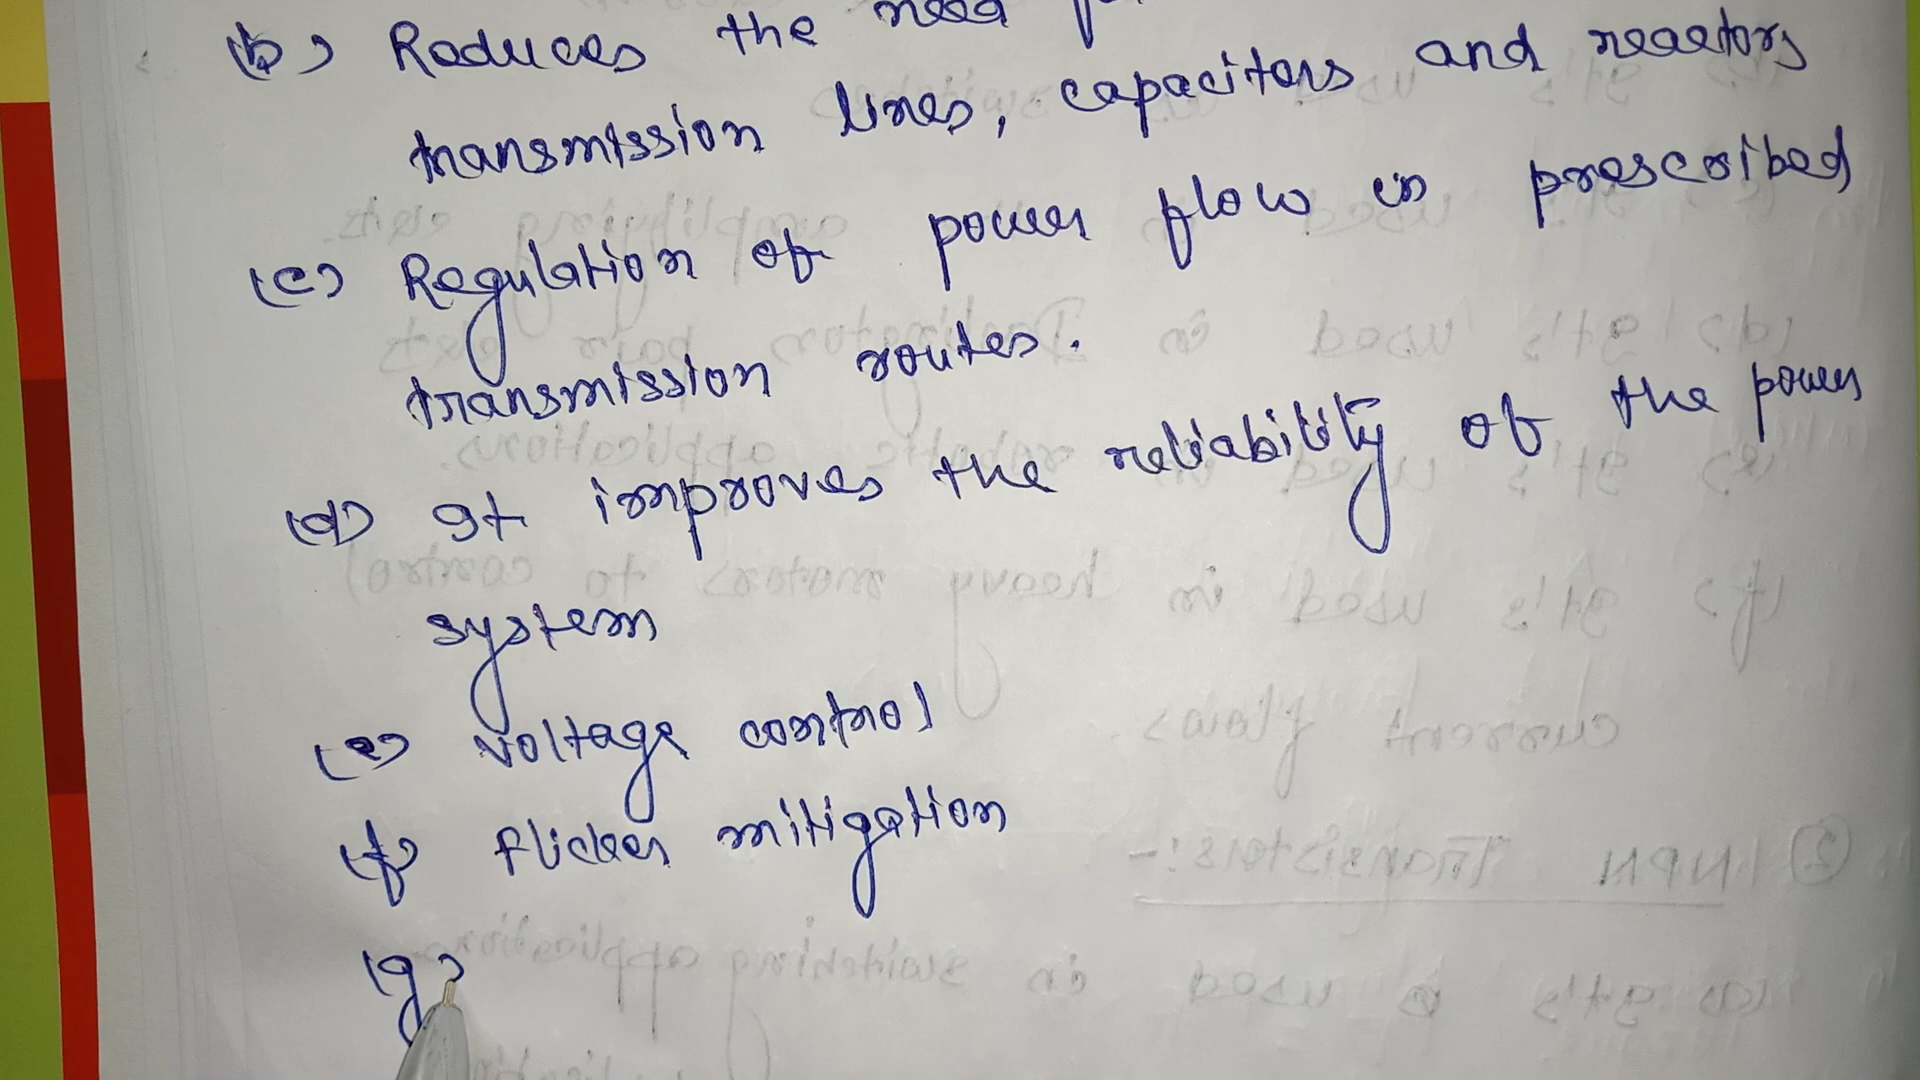 (b) Reduces the need
transmission lines, capacitors and reactors
(c) Regulation of power flow in prescribed
transmission routes.
(d) It improves the reliability of the power
system
(e) Voltage control
(f) flicker mitigation
(g)